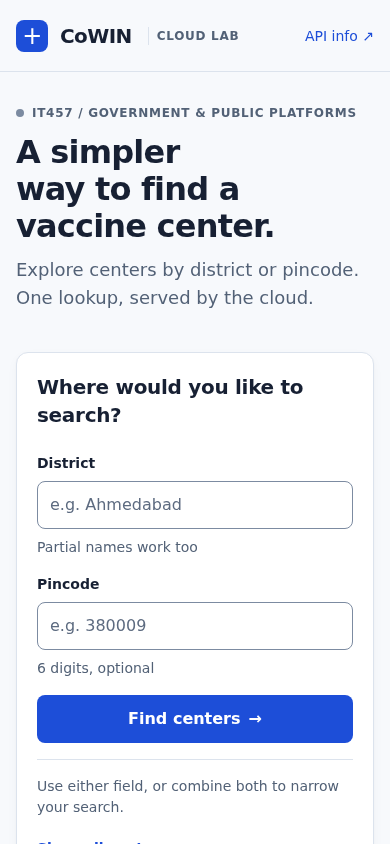 CoWIN
CLOUD LAB
API info ↗
IT457 / GOVERNMENT & PUBLIC PLATFORMS
A simpler
way to find a
vaccine center.
Explore centers by district or pincode.
One lookup, served by the cloud.
Where would you like to
search?
District
e.g. Ahmedabad
Partial names work too
Pincode
e.g. 380009
6 digits, optional
Find centers →
Use either field, or combine both to narrow
your search.